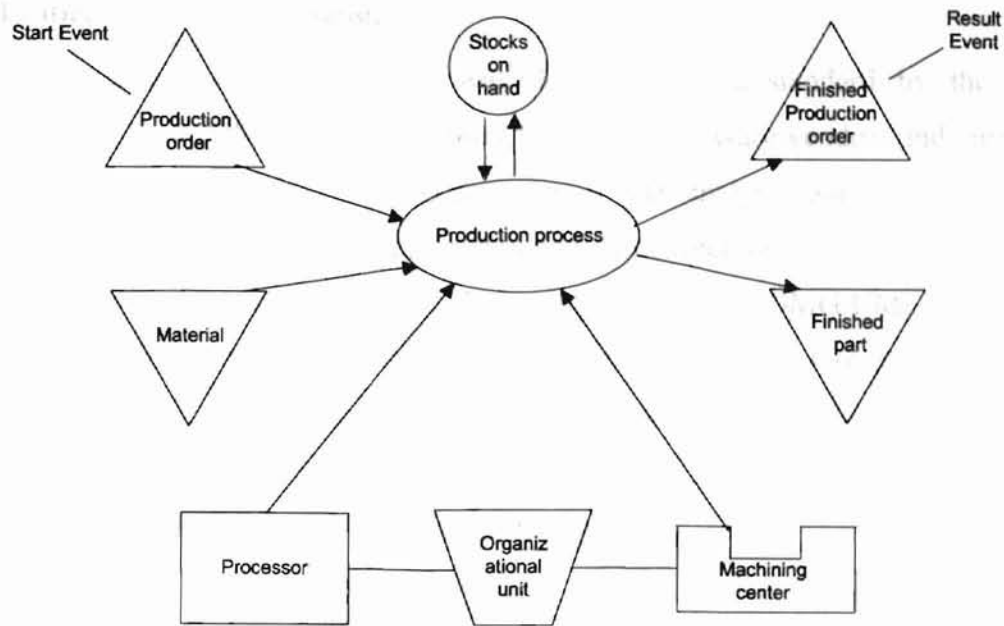 Start Event
Production
order
Stocks
on
hand
Result
Event
Finished
Production
order
Production process
Material
Finished
part
Processor
Organiz
ational
unit
Machining
center